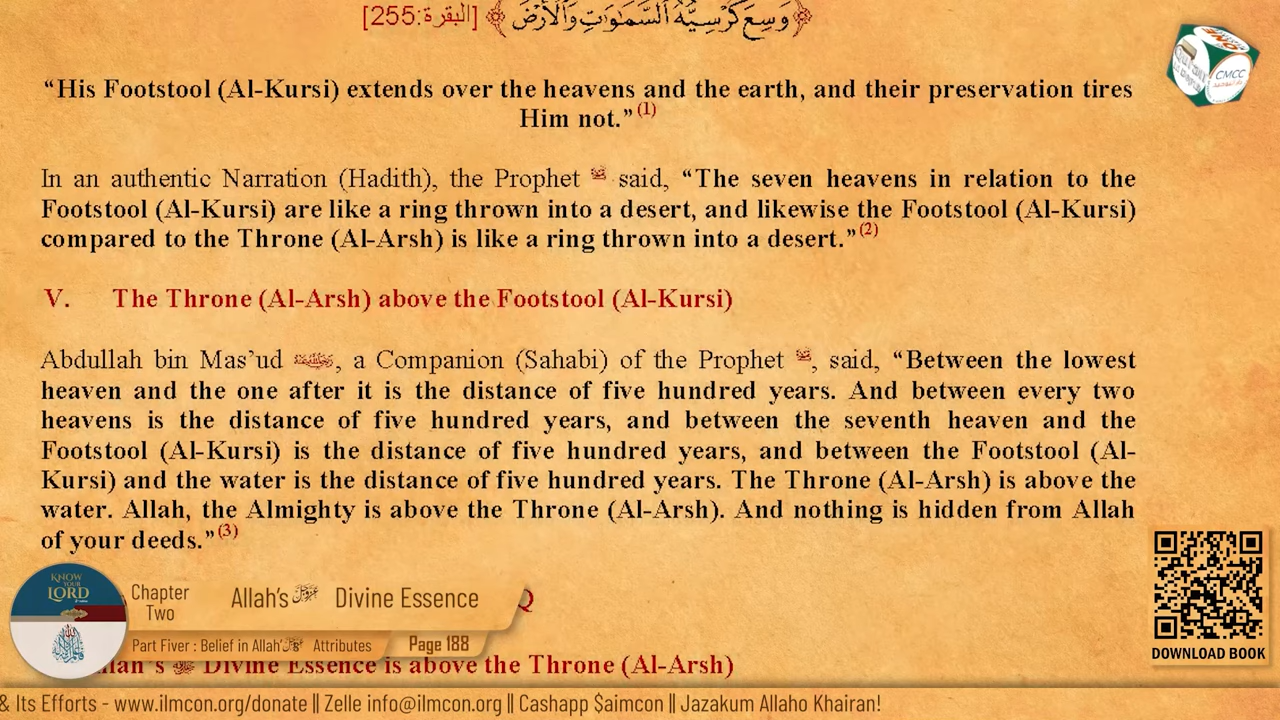 ﴿وَسِعَ كُرْسِيُّهُ السَّمَوَتِ وَالْأَرْضَ﴾ [البقرة:255]
“His Footstool (Al-Kursi) extends over the heavens and the earth, and their preservation tires
Him not.”(1)
In an authentic Narration (Hadith), the Prophet ﷺ said, “The seven heavens in relation to the
Footstool (Al-Kursi) are like a ring thrown into a desert, and likewise the Footstool (Al-Kursi)
compared to the Throne (Al-Arsh) is like a ring thrown into a desert.”(2)
V. The Throne (Al-Arsh) above the Footstool (Al-Kursi)
Abdullah bin Mas’ud, a Companion (Sahabi) of the Prophet ﷺ, said, “Between the lowest
heaven and the one after it is the distance of five hundred years. And between every two
heavens is the distance of five hundred years, and between the seventh heaven and the
Footstool (Al-Kursi) is the distance of five hundred years, and between the Footstool (Al-
Kursi) and the water is the distance of five hundred years. The Throne (Al-Arsh) is above the
water. Allah, the Almighty is above the Throne (Al-Arsh). And nothing is hidden from Allah
of your deeds.”(3)
KNOW
YOUR
LORD
Chapter
Two
Allah’s Divine Essence
Part Fiver : Belief in Allah’s Attributes
Page 188
Divine Essence is above the Throne (Al-Arsh)
CMCC
DOWNLOAD BOOK
& Its Efforts - www.ilmcon.org/donate || Zelle info@ilmcon.org || Cashapp $aimcon || Jazakum Allaho Khairan!